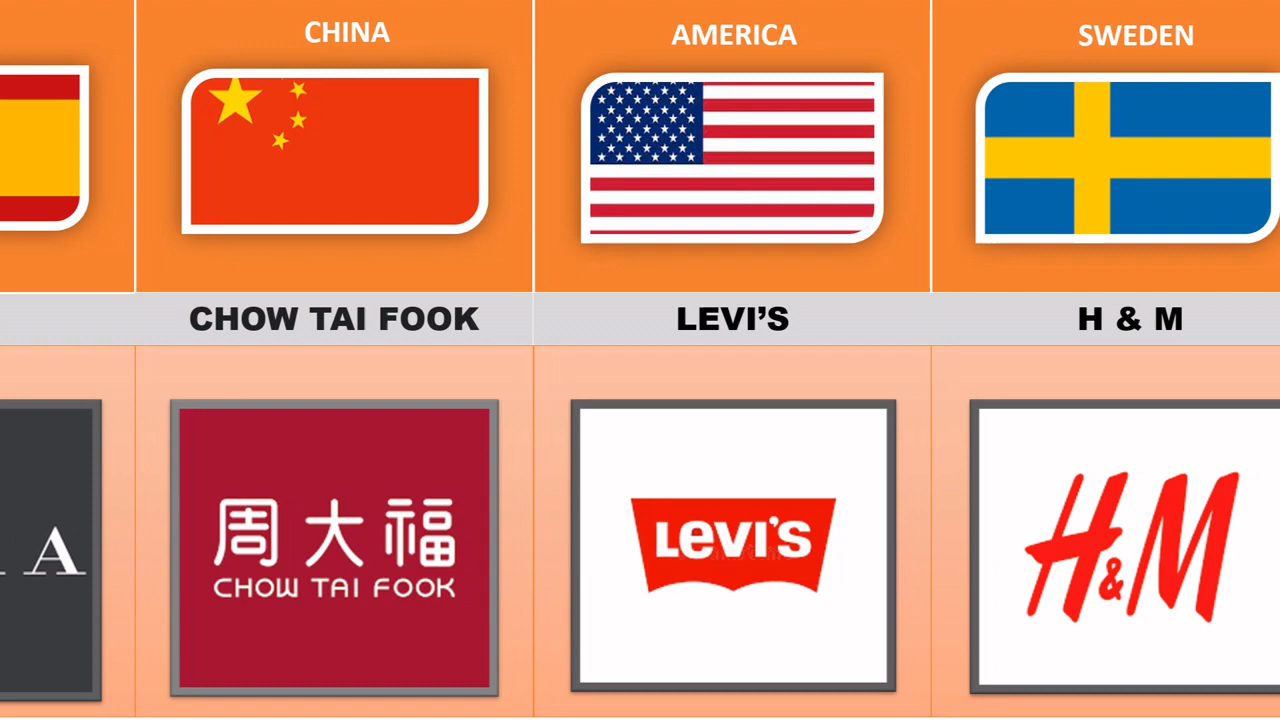 CHINA
AMERICA
SWEDEN
CHOW TAI FOOK
LEVI’S
H & M
A
周大福
CHOW TAI FOOK
LEVI'S
H&M